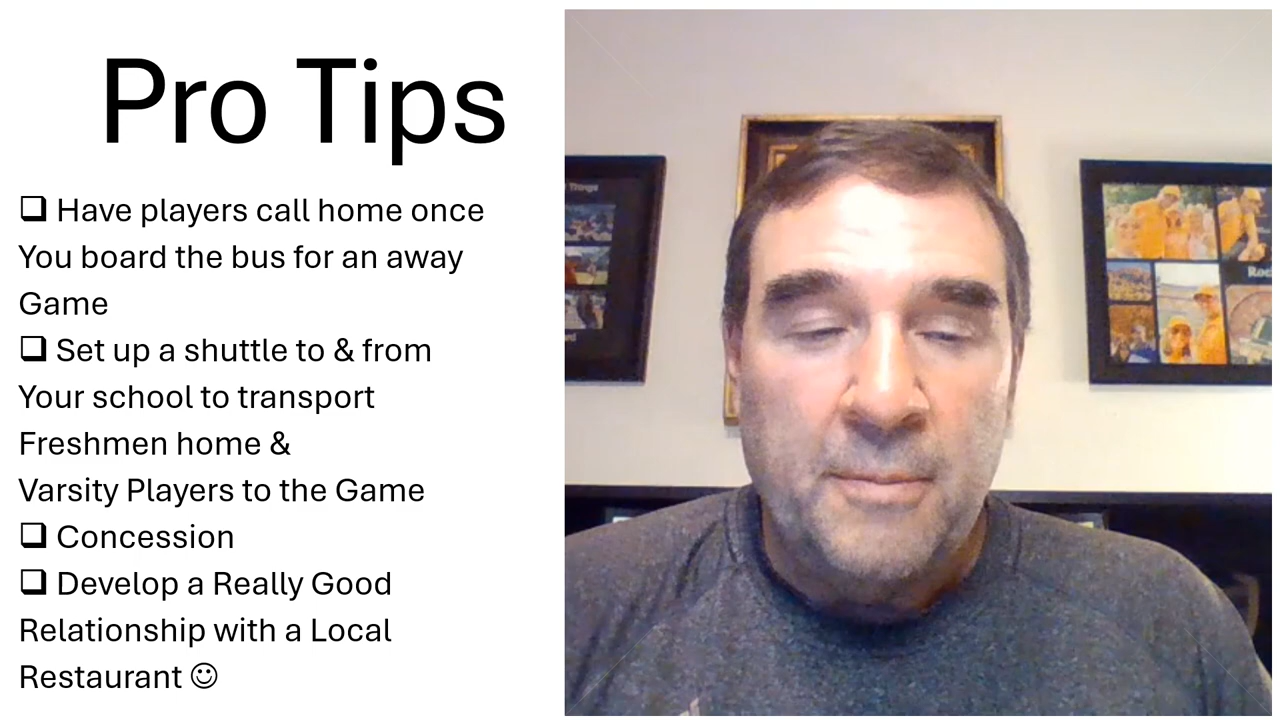 Pro Tips
❑ Have players call home once
You board the bus for an away
Game
❑ Set up a shuttle to & from
Your school to transport
Freshmen home &
Varsity Players to the Game
❑ Concession
❑ Develop a Really Good
Relationship with a Local
Restaurant ☺
Things